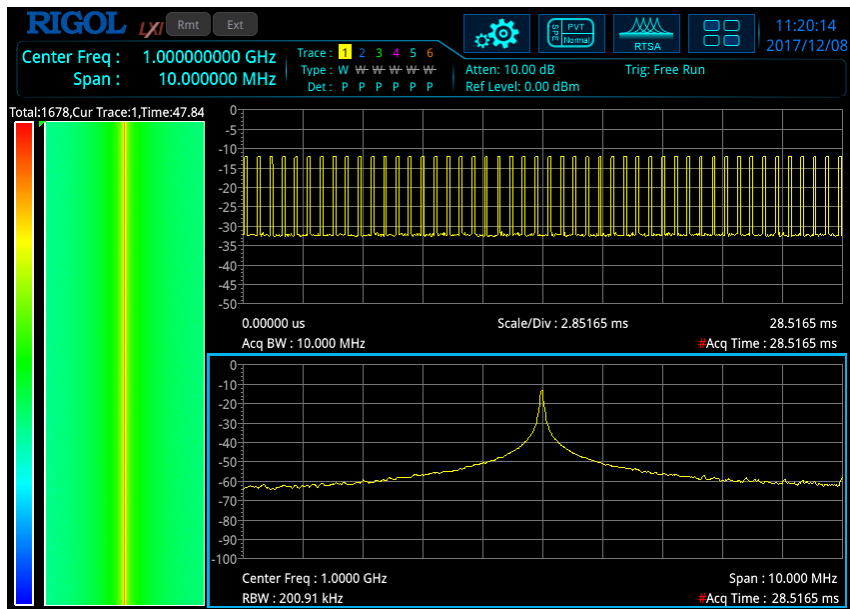 RIGOL LXI Rmt Ext
SPE PVT Normal
RTSA
11:20:14
2017/12/08
Center Freq : 1.000000000 GHz
Span : 10.000000 MHz
Trace : 1 2 3 4 5 6
Type : W W W W W W
Det : P P P P P P
Atten: 10.00 dB
Ref Level: 0.00 dBm
Trig: Free Run
Total:1678,Cur Trace:1,Time:47.84
0
-5
-10
-15
-20
-25
-30
-35
-40
-45
-50
0.00000 us Scale/Div : 2.85165 ms 28.5165 ms
Acq BW : 10.000 MHz #Acq Time : 28.5165 ms
0
-10
-20
-30
-40
-50
-60
-70
-80
-90
-100
Center Freq : 1.0000 GHz Span : 10.000 MHz
RBW : 200.91 kHz #Acq Time : 28.5165 ms